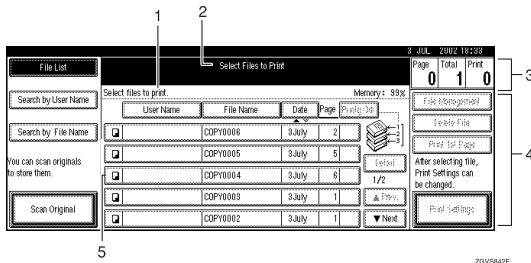 1
2
3 JUL 2002 18:33
File List
Select Files to Print
Page Total Print
0 1 0
3
Select files to print.
Memory: 99%
Search by User Name
User Name
File Name
Date
Page
File Management
COPY0006 3July 2
Delete File
Search by File Name
COPY0005 3July 5
Detail
Print 1st Page
4
You can scan originals
to store them.
COPY0004 3July 6
1/2
After selecting file,
Print Settings can
be changed.
COPY0003 3July 1
▲ Prev.
Scan Original
COPY0002 3July 1
▼ Next
Print Settings
5
ZGVS842E